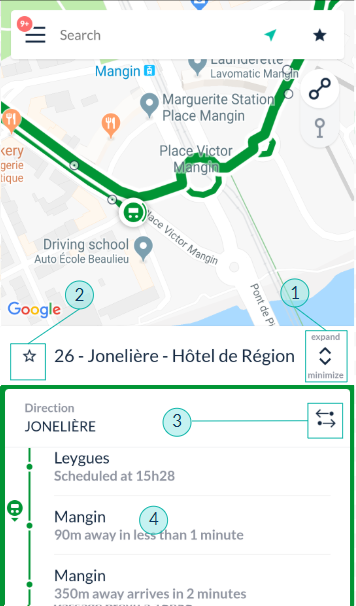 9+
Search
Launderette
Lavomatic Mangin
Mangin
Marguerite Station
Place Mangin
kery
gerie
tique
Place Victor
Mangin
Place Victor Mangin
Driving school
Auto École Beaulieu
Pont de Pi
Google
2
1
26 - Jonelière - Hôtel de Région
expand
minimize
Direction
JONELIÈRE
3
Leygues
Scheduled at 15h28
Mangin
4
90m away in less than 1 minute
Mangin
350m away arrives in 2 minutes